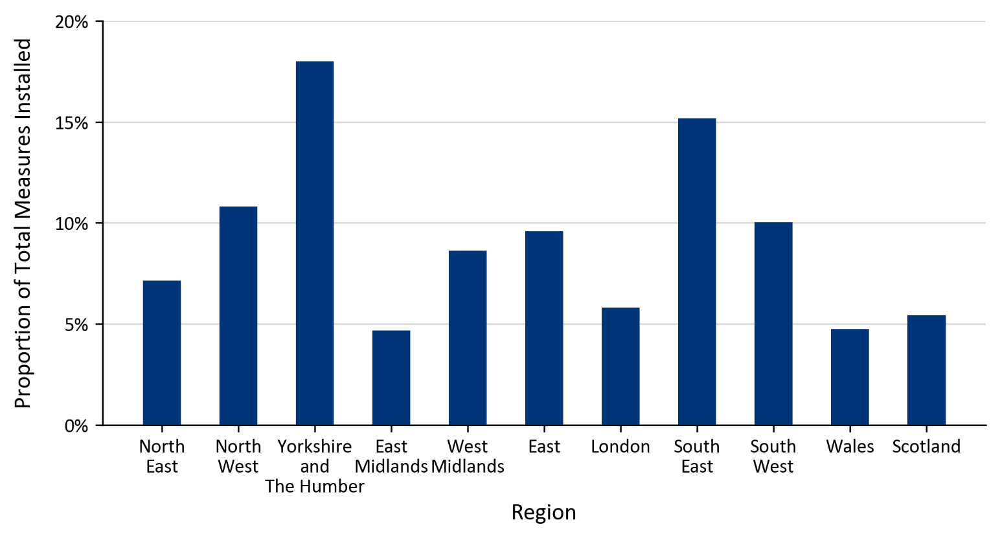 20%
15%
10%
5%
0%
Proportion of Total Measures Installed
North
East
North
West
Yorkshire
and
The Humber
East
Midlands
West
Midlands
East
London
South
East
South
West
Wales
Scotland
Region